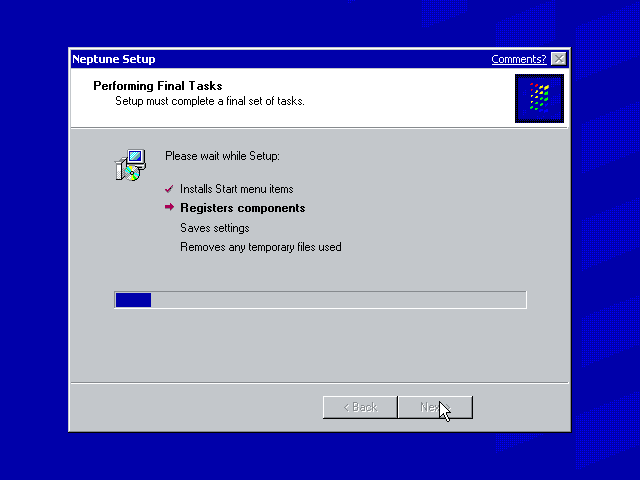 Neptune Setup
Comments?
Performing Final Tasks
Setup must complete a final set of tasks.
Please wait while Setup:
Installs Start menu items
Registers components
Saves settings
Removes any temporary files used
< Back
Next >